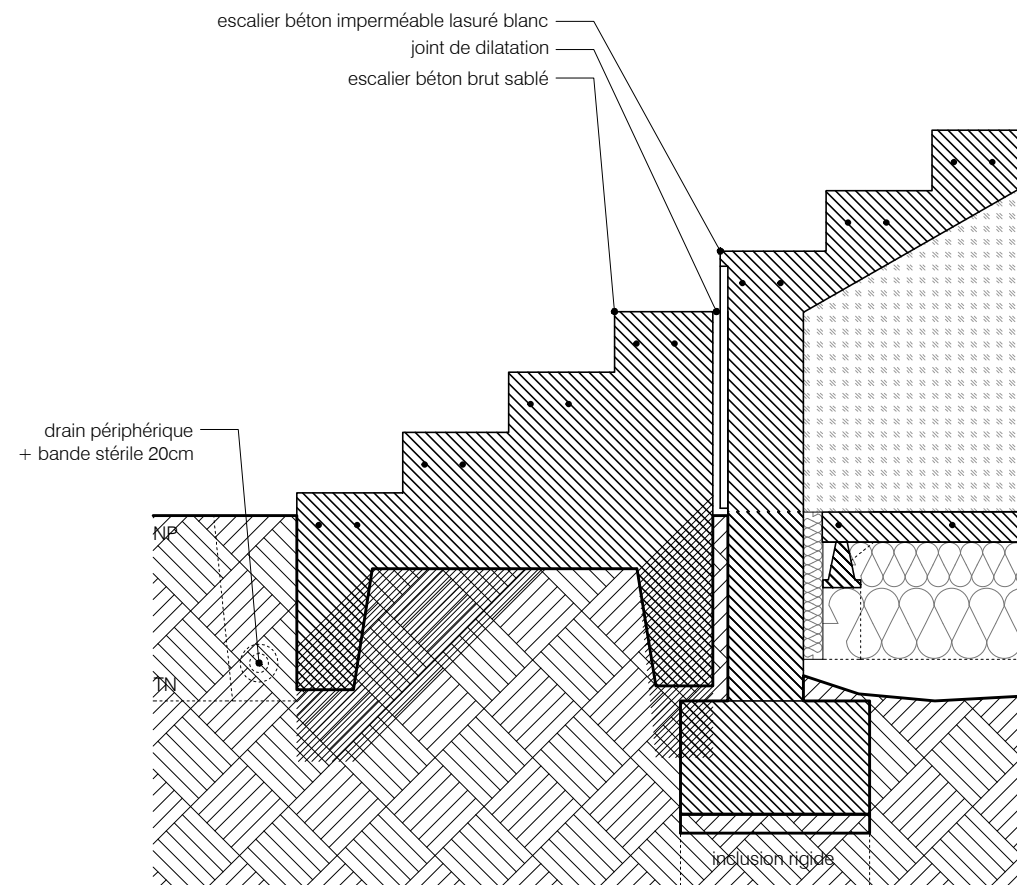 escalier béton imperméable lasuré blanc
joint de dilatation
escalier béton brut sablé
drain périphérique
+ bande stérile 20cm
NP
TN
inclusion rigide